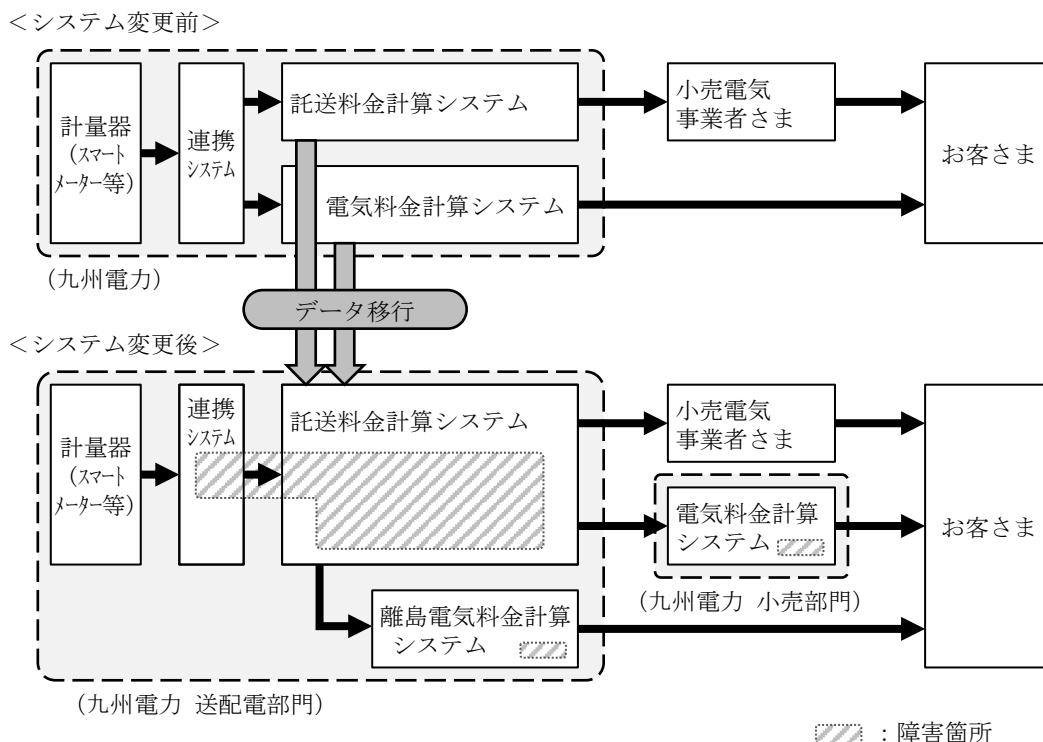 ＜システム変更前＞
計量器
（スマート
メーター等）
連携
システム
託送料金計算システム
電気料金計算システム
小売電気
事業者さま
お客さま
（九州電力）
データ移行
＜システム変更後＞
計量器
（スマート
メーター等）
連携
システム
託送料金計算システム
小売電気
事業者さま
電気料金計算
システム
お客さま
（九州電力 小売部門）
離島電気料金計算
システム
（九州電力 送配電部門）
：障害箇所